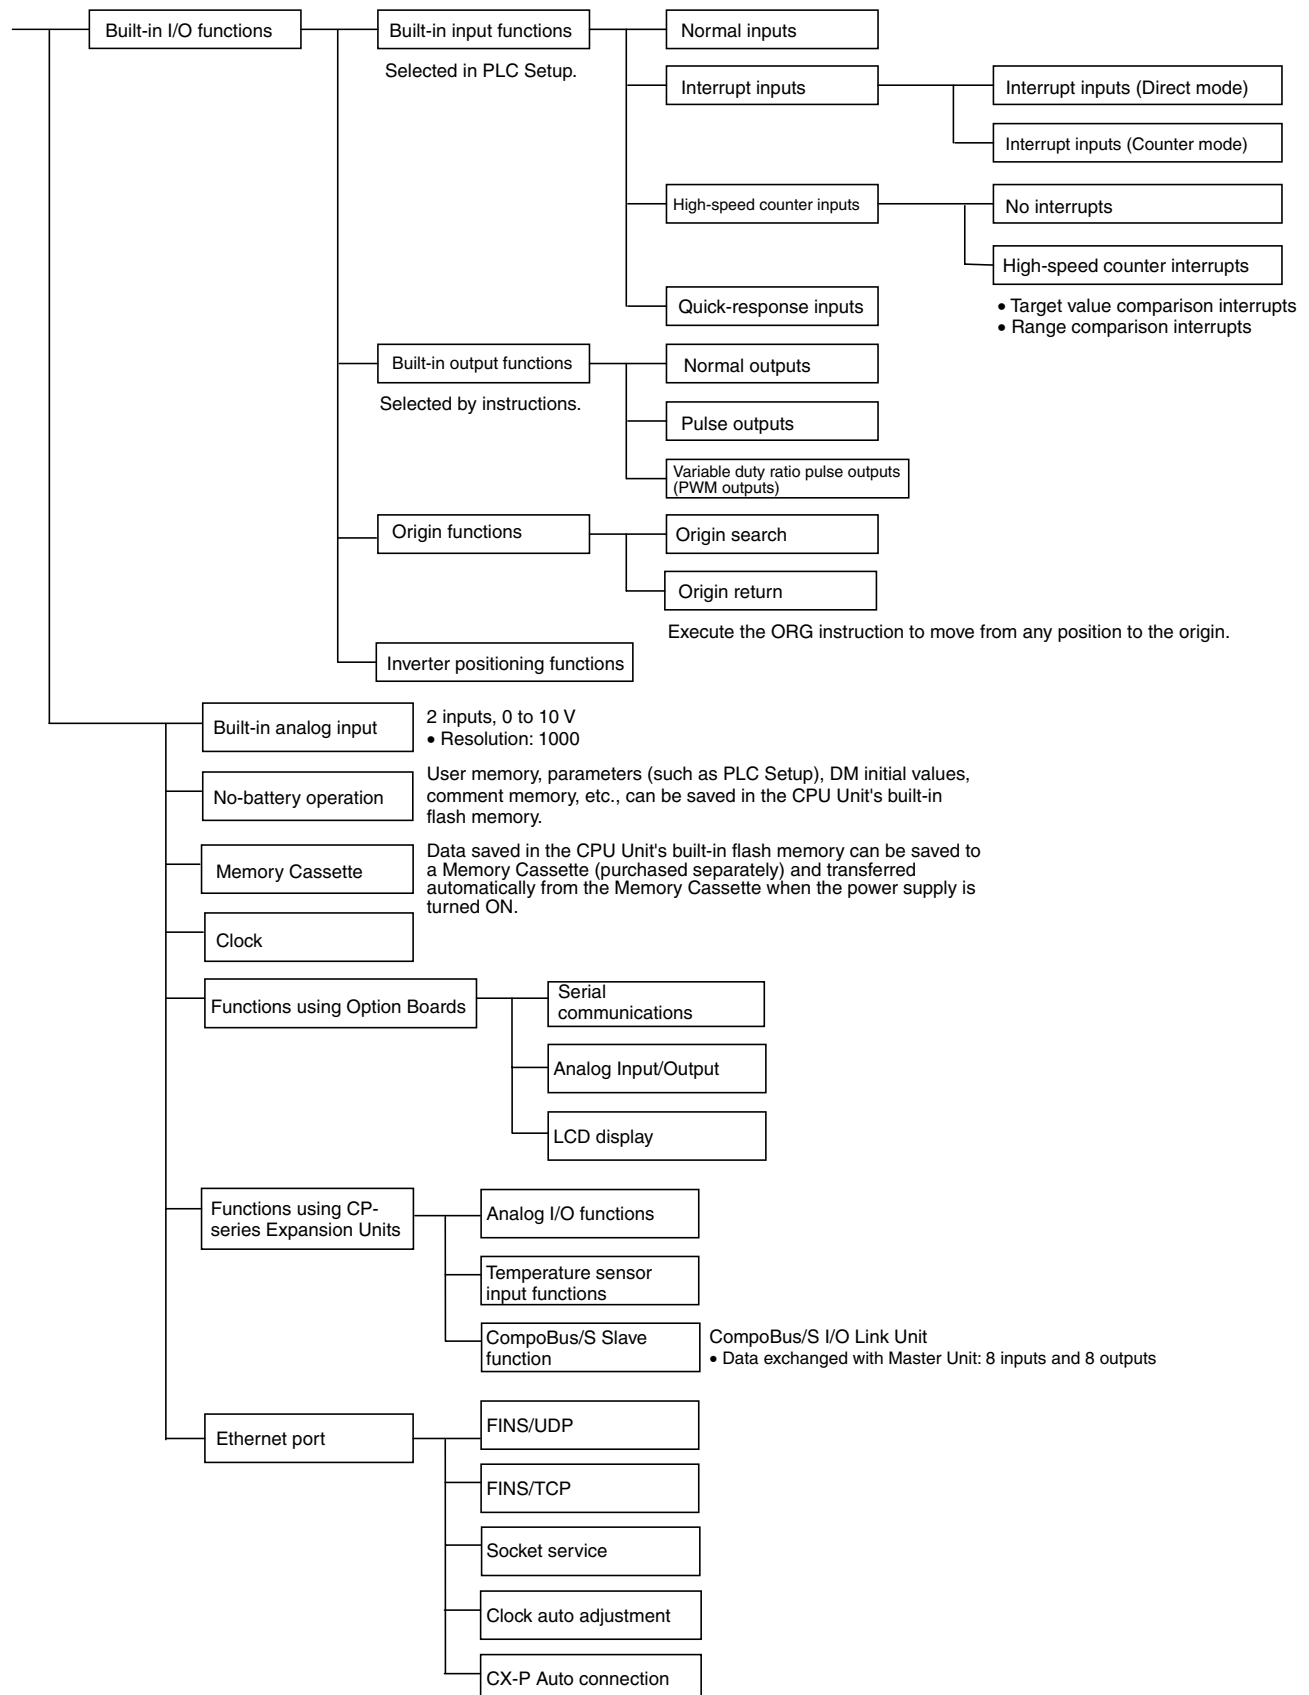 Built-in I/O functions
Built-in input functions
Selected in PLC Setup.
Normal inputs
Interrupt inputs
Interrupt inputs (Direct mode)
Interrupt inputs (Counter mode)
High-speed counter inputs
No interrupts
High-speed counter interrupts
• Target value comparison interrupts
• Range comparison interrupts
Quick-response inputs
Built-in output functions
Selected by instructions.
Normal outputs
Pulse outputs
Variable duty ratio pulse outputs
(PWM outputs)
Origin functions
Origin search
Origin return
Execute the ORG instruction to move from any position to the origin.
Inverter positioning functions
Built-in analog input
2 inputs, 0 to 10 V
• Resolution: 1000
No-battery operation
User memory, parameters (such as PLC Setup), DM initial values,
comment memory, etc., can be saved in the CPU Unit's built-in
flash memory.
Memory Cassette
Data saved in the CPU Unit's built-in flash memory can be saved to
a Memory Cassette (purchased separately) and transferred
automatically from the Memory Cassette when the power supply is
turned ON.
Clock
Functions using Option Boards
Serial
communications
Analog Input/Output
LCD display
Functions using CP-
series Expansion Units
Analog I/O functions
Temperature sensor
input functions
CompoBus/S Slave
function
CompoBus/S I/O Link Unit
• Data exchanged with Master Unit: 8 inputs and 8 outputs
Ethernet port
FINS/UDP
FINS/TCP
Socket service
Clock auto adjustment
CX-P Auto connection